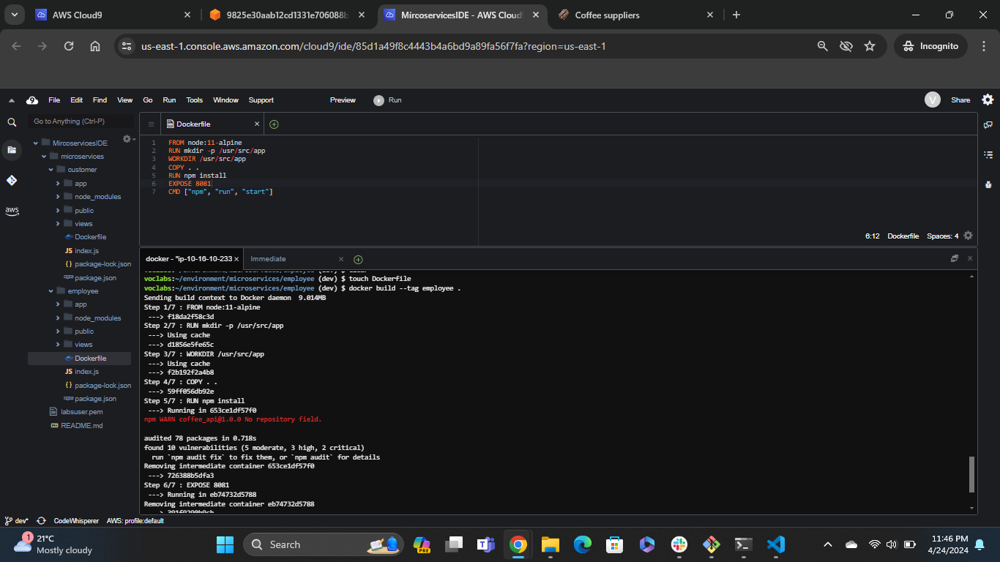 AWS Cloud9
9825e30aab12cd1331e706088b
MircoservicesIDE - AWS Cloud9
Coffee suppliers
us-east-1.console.aws.amazon.com/cloud9/ide/85d1a49f8c4443b4a6bd9a89fa56f7fa?region=us-east-1
Incognito
9 File Edit Find View Go Run Tools Window Support Preview Run V Share
Go to Anything (Ctrl-P)
MircoservicesIDE
microservices
customer
app
node_modules
public
views
Dockerfile
JS index.js
{} package-lock.json
package.json
employee
app
node_modules
public
views
Dockerfile
JS index.js
{} package-lock.json
package.json
labsuser.pem
README.md
aws
Dockerfile
1 FROM node:11-alpine
2 RUN mkdir -p /usr/src/app
3 WORKDIR /usr/src/app
4 COPY . .
5 RUN npm install
6 EXPOSE 8081
7 CMD ["npm", "run", "start"]
6:12 Dockerfile Spaces: 4
docker - "ip-10-16-10-233
Immediate
voclabs:~/environment/microservices/employee (dev) $ touch Dockerfile
voclabs:~/environment/microservices/employee (dev) $ docker build --tag employee .
Sending build context to Docker daemon  9.014MB
Step 1/7 : FROM node:11-alpine
---> f18da2f58c3d
Step 2/7 : RUN mkdir -p /usr/src/app
---> Using cache
---> d1856e5fe65c
Step 3/7 : WORKDIR /usr/src/app
---> Using cache
---> f2b192f2a4b8
Step 4/7 : COPY . .
---> 59ff056db92e
Step 5/7 : RUN npm install
---> Running in 653ce1df57f0
npm WARN coffee_api@1.0.0 No repository field.
audited 78 packages in 0.718s
found 10 vulnerabilities (5 moderate, 3 high, 2 critical)
run `npm audit fix` to fix them, or `npm audit` for details
Removing intermediate container 653ce1df57f0
---> 726388b5dfa3
Step 6/7 : EXPOSE 8081
---> Running in eb74732d5788
Removing intermediate container eb74732d5788
dev* CodeWhisperer AWS: profile:default
1
21°C
Mostly cloudy
Search
PRE
11:46 PM
4/24/2024